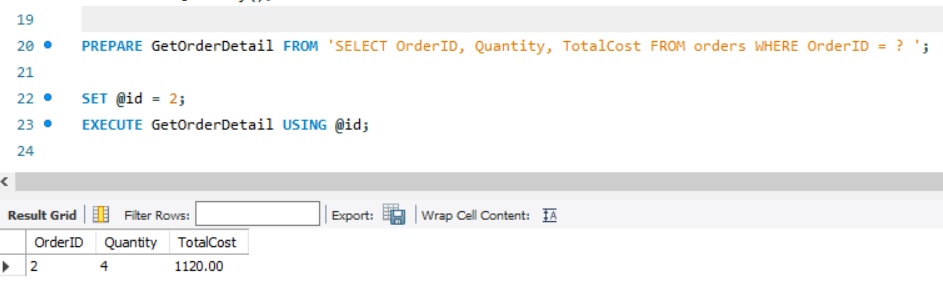 19
20 PREPARE GetOrderDetail FROM 'SELECT OrderID, Quantity, TotalCost FROM orders WHERE OrderID = ? ';
21
22 SET @id = 2;
23 EXECUTE GetOrderDetail USING @id;
24
Result Grid Filter Rows: Export: Wrap Cell Content:
OrderID Quantity TotalCost
2 4 1120.00